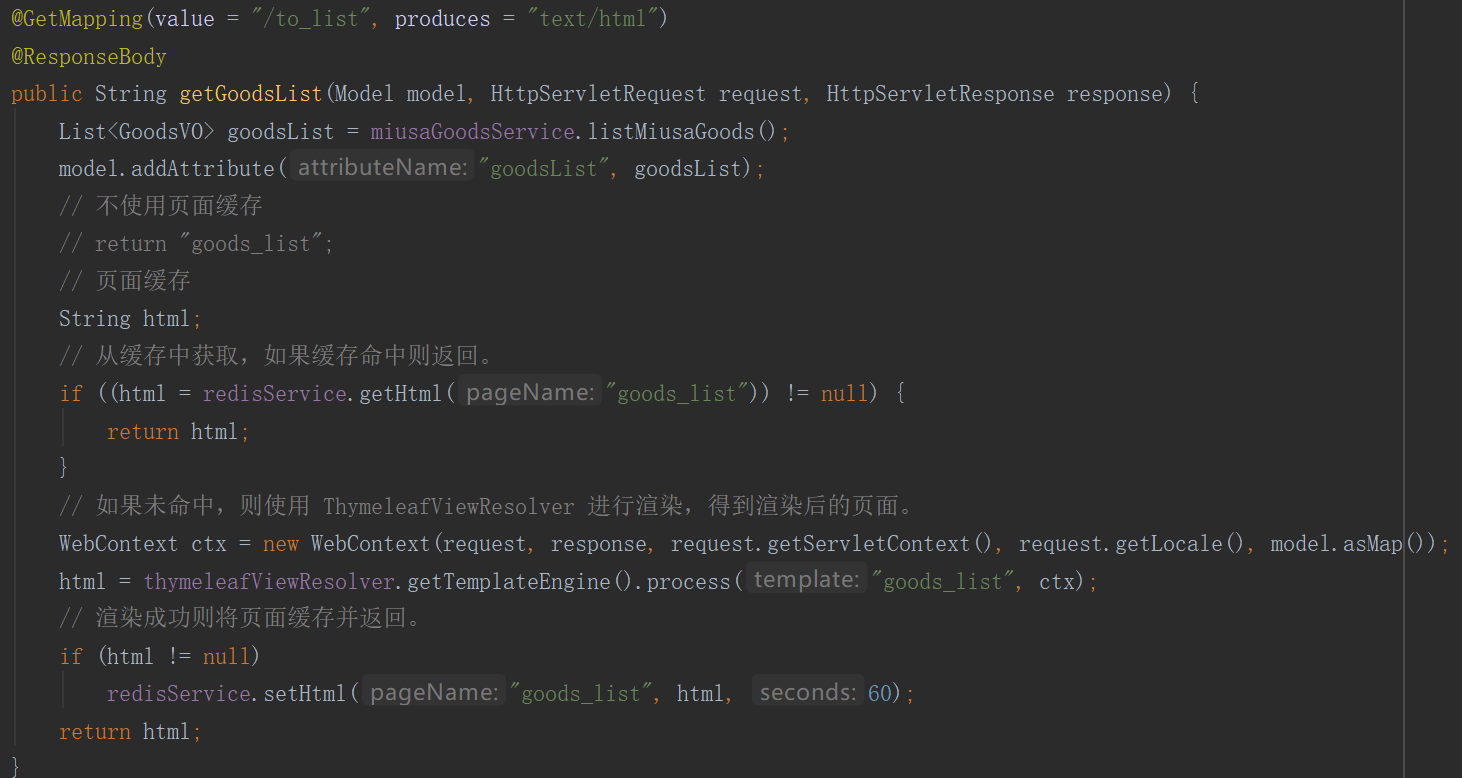 @GetMapping(value = "/to_list", produces = "text/html")
@ResponseBody
public String getGoodsList(Model model, HttpServletRequest request, HttpServletResponse response) {
    List<GoodsVO> goodsList = miusaGoodsService.listMiusaGoods();
    model.addAttribute( attributeName: "goodsList", goodsList);
    // 不使用页面缓存
    // return "goods_list";
    // 页面缓存
    String html;
    // 从缓存中获取，如果缓存命中则返回。
    if ((html = redisService.getHtml( pageName: "goods_list")) != null) {
        return html;
    }
    // 如果未命中，则使用 ThymeleafViewResolver 进行渲染，得到渲染后的页面。
    WebContext ctx = new WebContext(request, response, request.getServletContext(), request.getLocale(), model.asMap());
    html = thymeleafViewResolver.getTemplateEngine().process( template: "goods_list", ctx);
    // 渲染成功则将页面缓存并返回。
    if (html != null)
        redisService.setHtml( pageName: "goods_list", html, seconds: 60);
    return html;
}